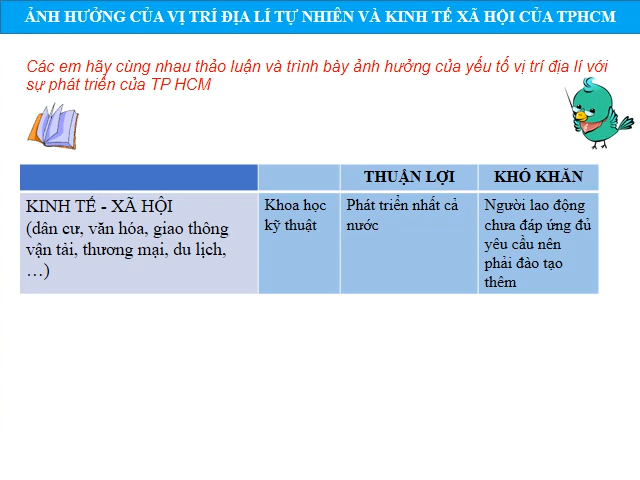 ẢNH HƯỞNG CỦA VỊ TRÍ ĐỊA LÍ TỰ NHIÊN VÀ KINH TẾ XÃ HỘI CỦA TPHCM
Các em hãy cùng nhau thảo luận và trình bày ảnh hưởng của yếu tố vị trí địa lí với
sự phát triển của TP HCM
THUẬN LỢI
KHÓ KHĂN
KINH TẾ - XÃ HỘI
(dân cư, văn hóa, giao thông
vận tải, thương mại, du lịch,
…)
Khoa học
kỹ thuật
Phát triển nhất cả
nước
Người lao động
chưa đáp ứng đủ
yêu cầu nên
phải đào tạo
thêm